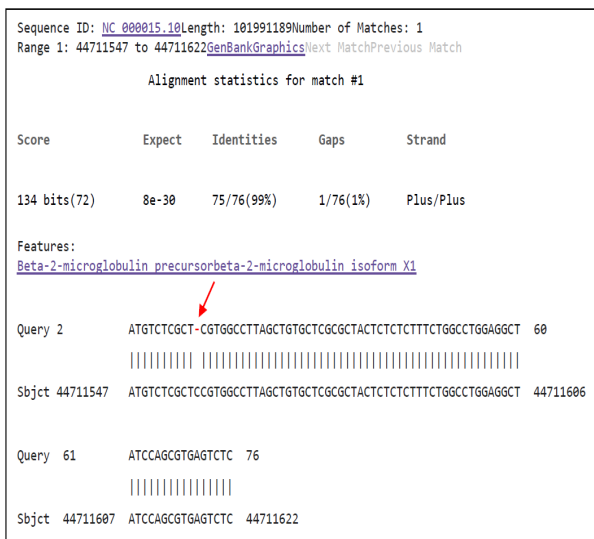 Sequence ID: NC_000015.10Length: 101991189Number of Matches: 1
Range 1: 44711547 to 44711622GenBankGraphicsNext MatchPrevious Match
Alignment statistics for match #1
Score Expect Identities Gaps Strand
134 bits(72) 8e-30 75/76(99%) 1/76(1%) Plus/Plus
Features:
Beta-2-microglobulin precursorbeta-2-microglobulin isoform X1
Query 2 ATGTCTCGCT-CGTGGCCTTAGCTGTGCTCGCGCTACTCTCTCTTTCTGGCCTGGAGGCT 60
|||||||||| |||||||||||||||||||||||||||||||||||||||||||||||||
Sbjct 44711547 ATGTCTCGCTCCGTGGCCTTAGCTGTGCTCGCGCTACTCTCTCTTTCTGGCCTGGAGGCT 44711606
Query 61 ATCCAGCGTGAGTCTC 76
||||||||||||||||
Sbjct 44711607 ATCCAGCGTGAGTCTC 44711622